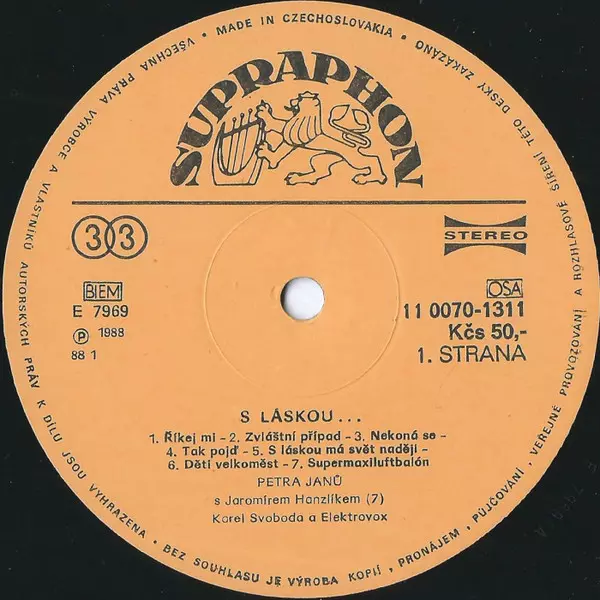 MADE IN CZECHOSLOVAKIA • VŠECHNA PRÁVA VÝROBCE A VLASTNÍKŮ AUTORSKÝCH PRÁV K DÍLU JSOU VYHRAZENA • BEZ SOUHLASU JE VÝROBA KOPIÍ, PRONÁJEM, PŮJČOVÁNÍ, VEŘEJNÉ PROVOZOVÁNÍ A ROZHLASOVÉ ŠÍŘENÍ TÉTO DESKY ZAKÁZÁNO •
SUPRAPHON
33
STEREO
BIEM
OSA
E 7969
11 0070-1311
Ⓟ 1988
Kčs 50,-
88 1
1. STRANA
S LÁSKOU...
1. Říkej mi - 2. Zvláštní případ - 3. Nekoná se -
4. Tak pojď - 5. S láskou má svět naději -
6. Děti velkoměst - 7. Supermaxiluftbalón
PETRA JANŮ
s Jaromírem Hanzlíkem (7)
Karel Svoboda a Elektrovox